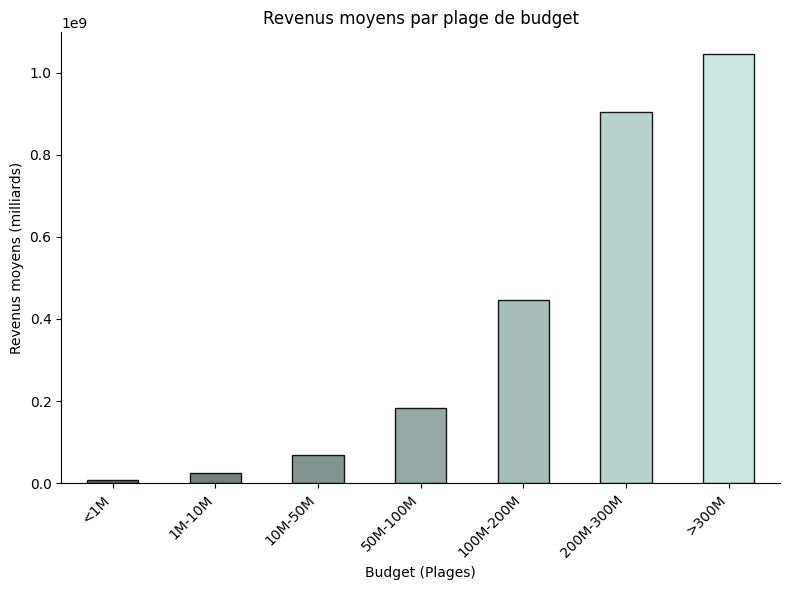 Revenus moyens par plage de budget
1e9
1.0
0.8
0.6
0.4
0.2
0.0
Revenus moyens (milliards)
<1M
1M-10M
10M-50M
50M-100M
100M-200M
200M-300M
>300M
Budget (Plages)